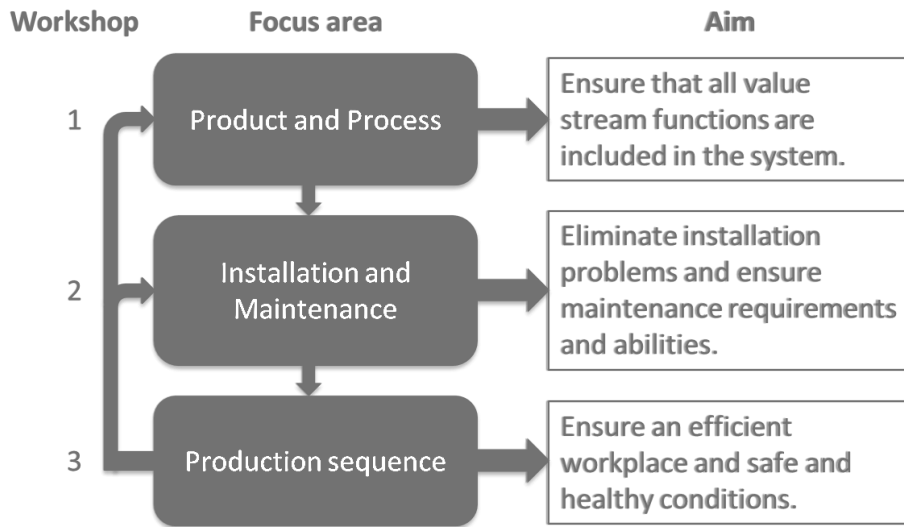 Workshop Focus area Aim
1
Product and Process
Ensure that all value
stream functions are
included in the system.
2
Installation and
Maintenance
Eliminate installation
problems and ensure
maintenance requirements
and abilities.
3
Production sequence
Ensure an efficient
workplace and safe and
healthy conditions.